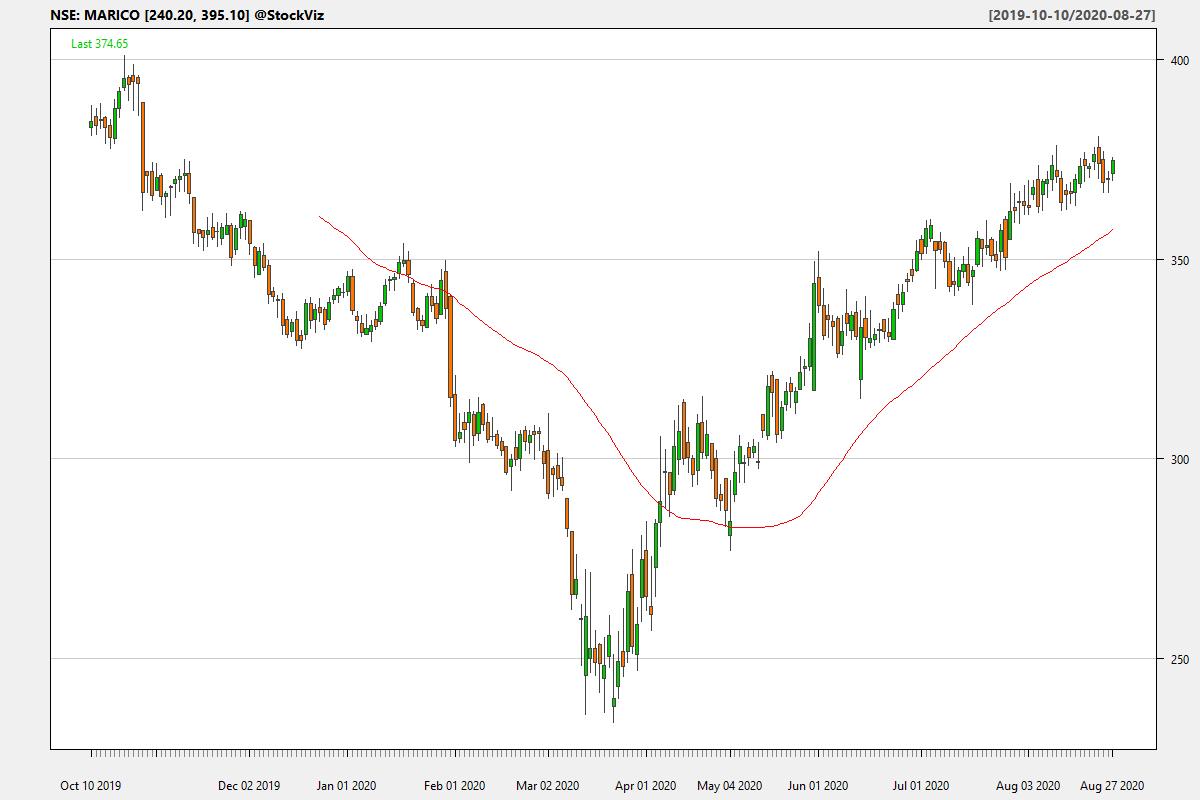 NSE: MARICO [240.20, 395.10] @StockViz
[2019-10-10/2020-08-27]
Last 374.65
400
350
300
250
Oct 10 2019
Dec 02 2019
Jan 01 2020
Feb 01 2020
Mar 02 2020
Apr 01 2020
May 04 2020
Jun 01 2020
Jul 01 2020
Aug 03 2020
Aug 27 2020